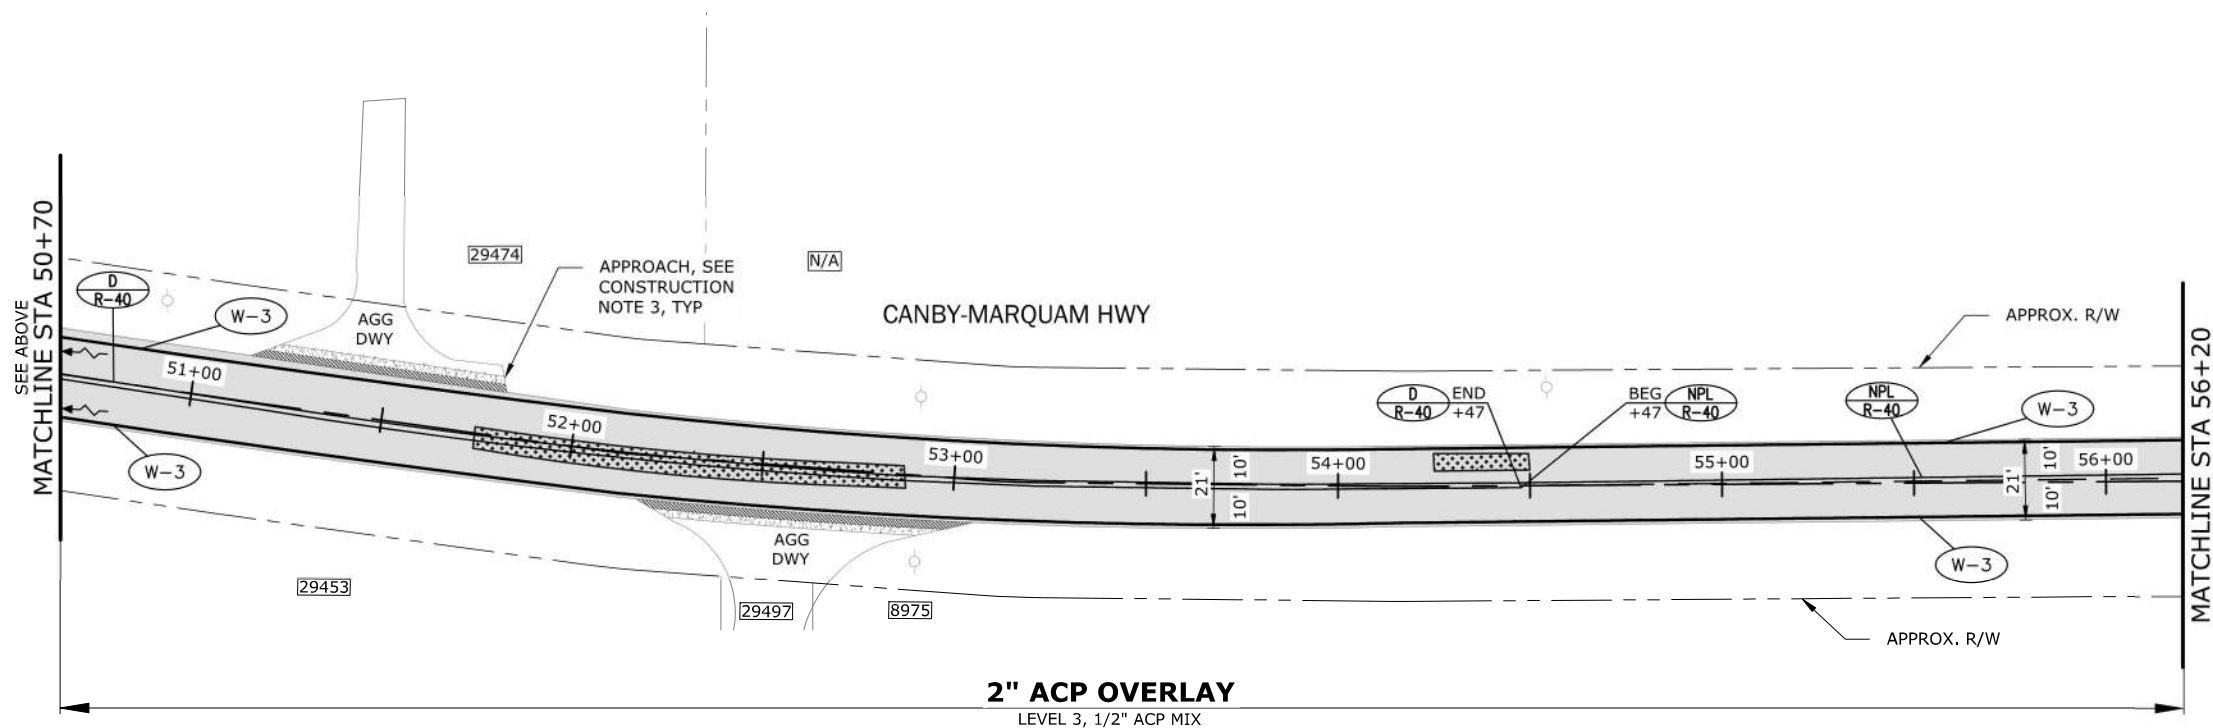 MATCHLINE STA 50+70
SEE ABOVE
D
R-40
W-3
51+00
AGG
DWY
29474
APPROACH, SEE
CONSTRUCTION
NOTE 3, TYP
N/A
CANBY-MARQUAM HWY
APPROX. R/W
W-3
52+00
53+00
21'
10'
10'
54+00
D
R-40
END
+47
BEG
+47
NPL
R-40
55+00
NPL
R-40
W-3
21'
10'
10'
56+00
MATCHLINE STA 56+20
AGG
DWY
W-3
29453
29497
8975
APPROX. R/W
2" ACP OVERLAY
LEVEL 3, 1/2" ACP MIX